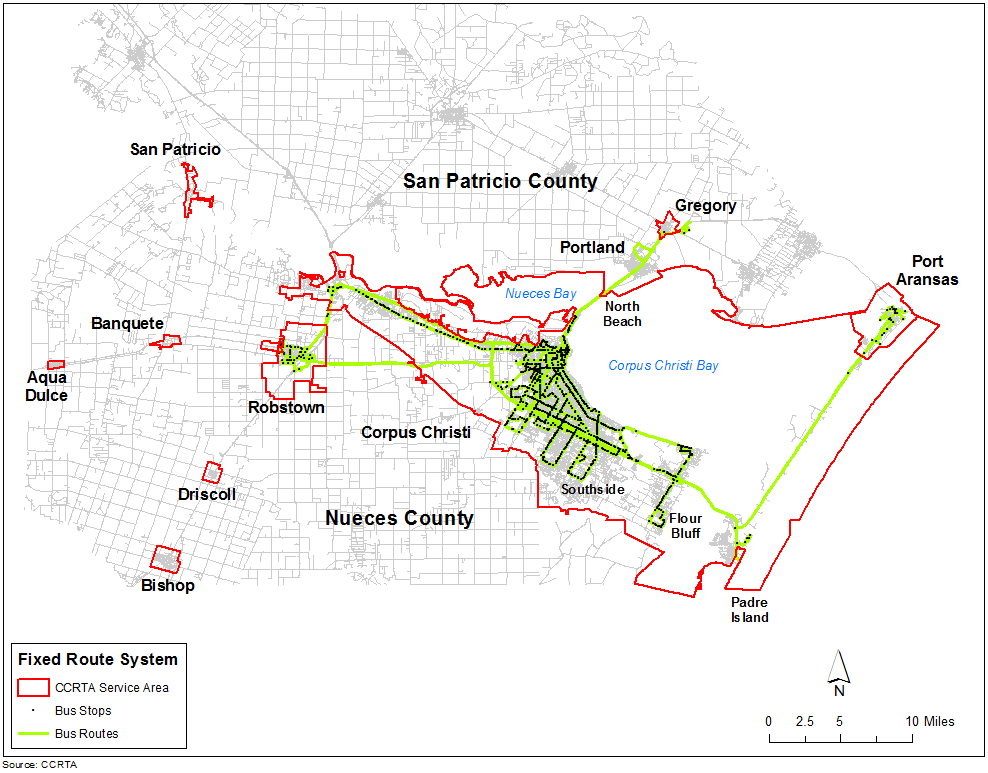 San Patricio
San Patricio County
Gregory
Portland
Port
Aransas
Nueces Bay
North
Beach
Banquete
Corpus Christi Bay
Aqua
Dulce
Robstown
Corpus Christi
Driscoll
Southside
Nueces County
Flour
Bluff
Bishop
Padre
Island
Fixed Route System
CCRTA Service Area
Bus Stops
Bus Routes
N
0 2.5 5 10 Miles
Source: CCRTA